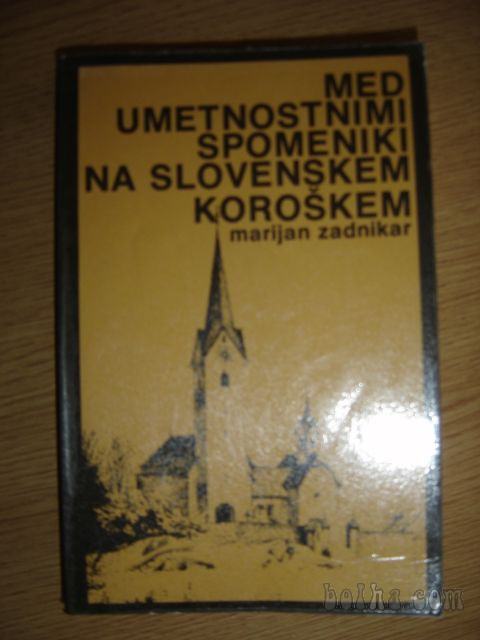 MED
UMETNOSTNIMI
SPOMENIKI
NA SLOVENSKEM
KOROŠKEM
marijan zadnikar
bolha.com